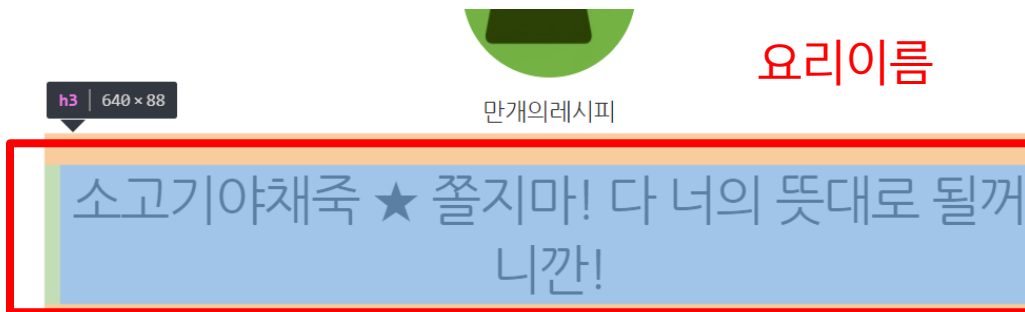 요리이름
h3 640 × 88
만개의레시피
소고기야채죽 ★ 쫄지마! 다 너의 뜻대로 될꺼
니깐!